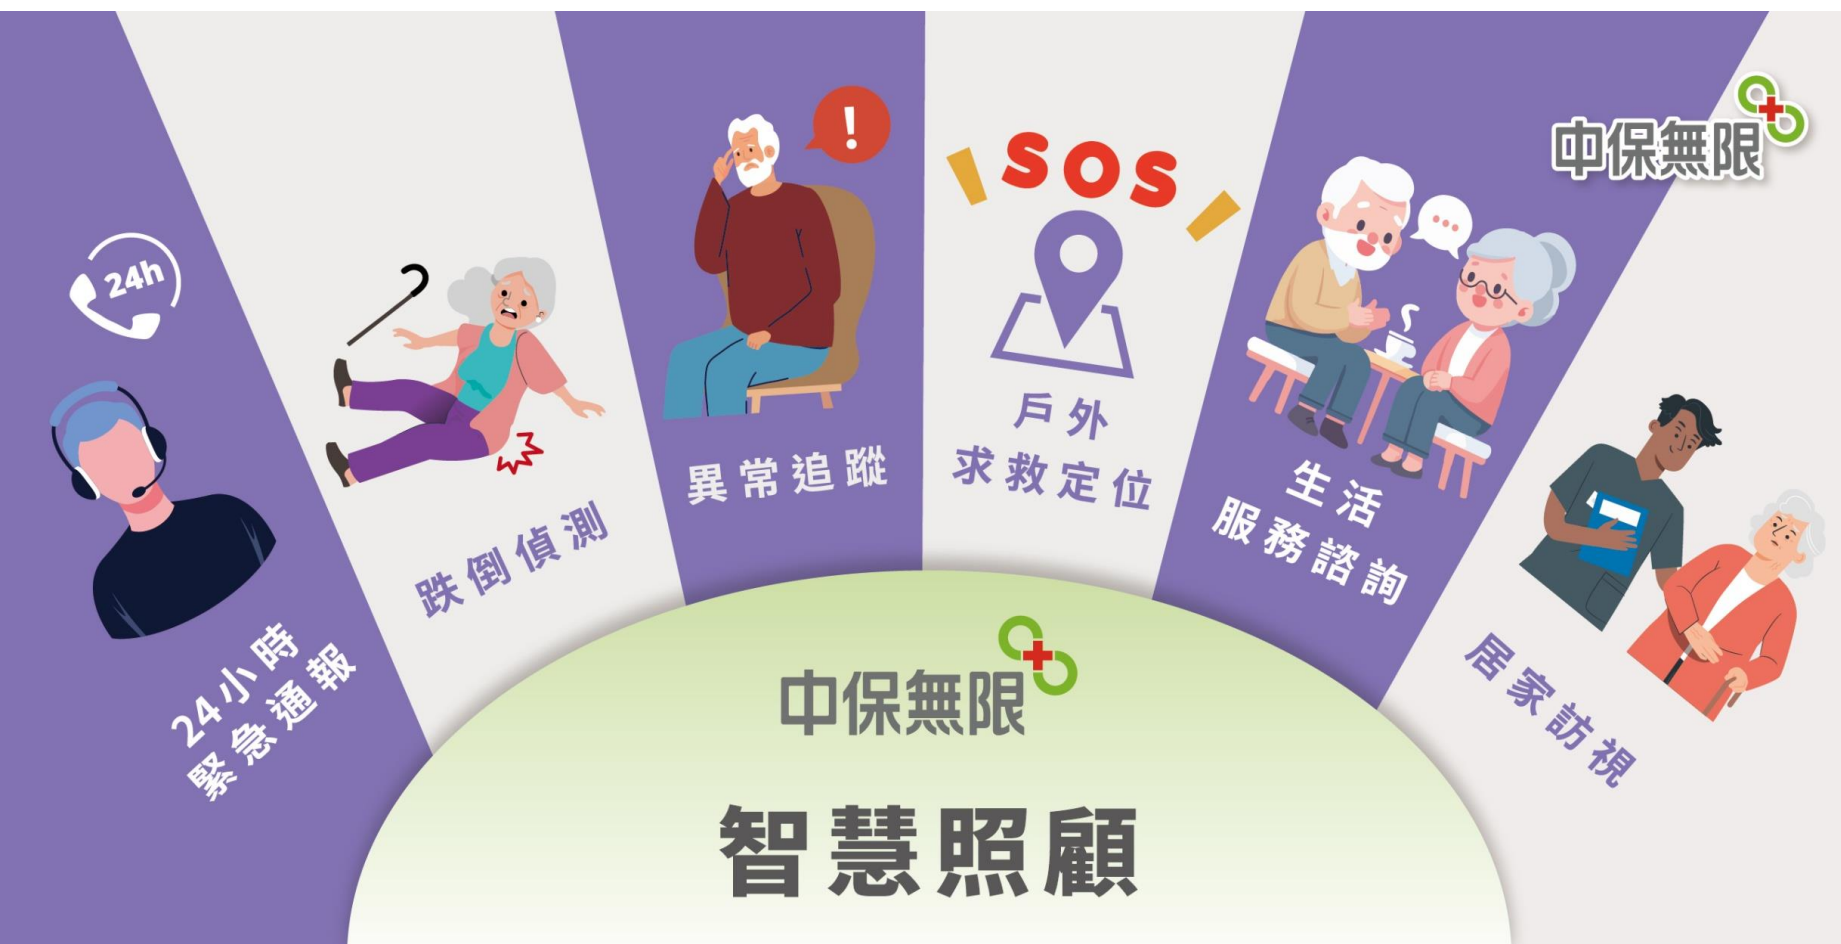 24h
24小時
緊急通報
跌倒偵測
!
異常追蹤
SOS
戶外
求救定位
生活
服務諮詢
中保無限
居家訪視
中保無限
智慧照顧